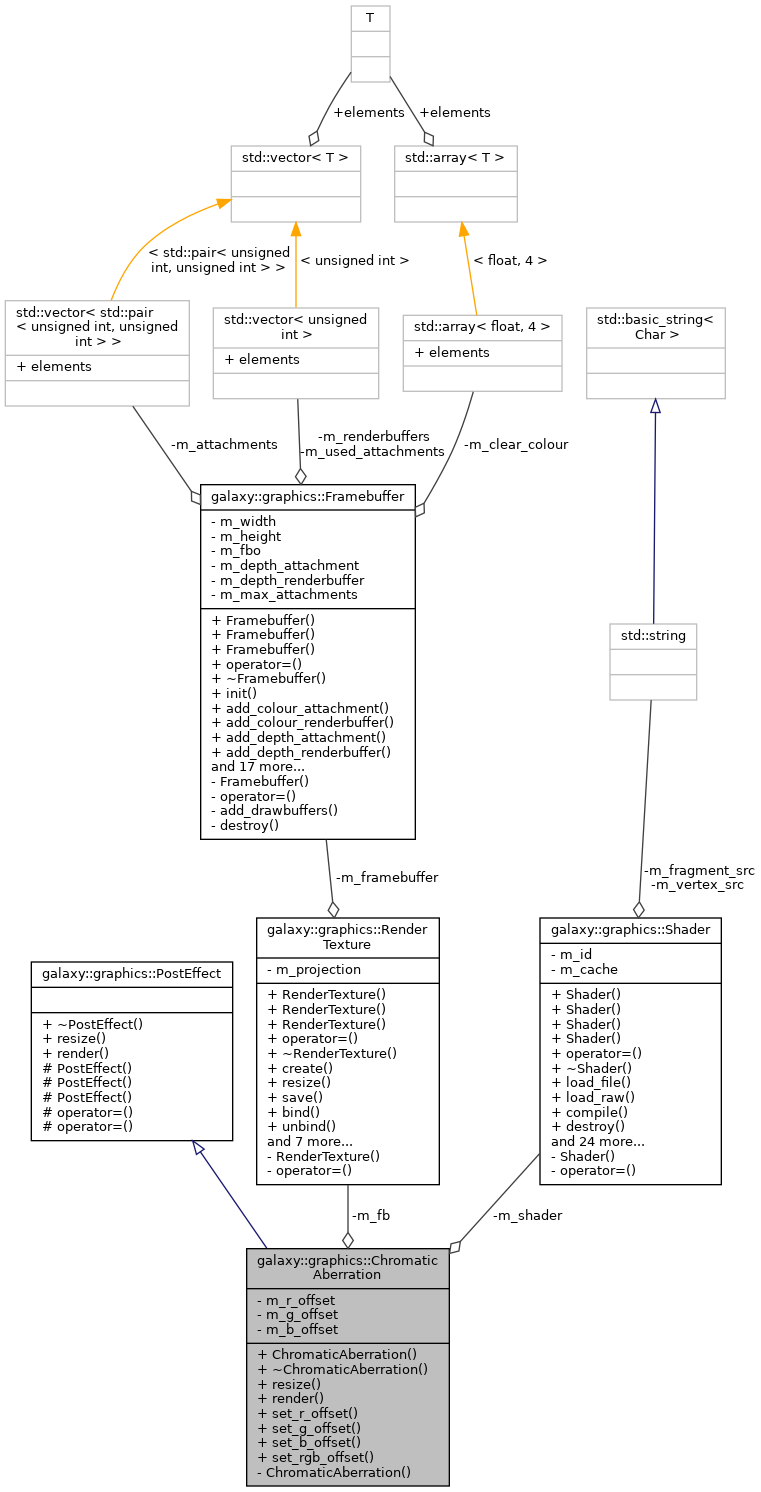 T
+elements
+elements
std::vector< T >
std::array< T >
< std::pair< unsigned
int, unsigned int > >
< unsigned int >
< float, 4 >
std::vector< std::pair
< unsigned int, unsigned
int > >
+ elements
std::vector< unsigned
int >
+ elements
std::array< float, 4 >
+ elements
std::basic_string<
Char >
-m_attachments
-m_renderbuffers
-m_used_attachments
-m_clear_colour
galaxy::graphics::Framebuffer
- m_width
- m_height
- m_fbo
- m_depth_attachment
- m_depth_renderbuffer
- m_max_attachments
+ Framebuffer()
+ Framebuffer()
+ Framebuffer()
+ operator=()
+ ~Framebuffer()
+ init()
+ add_colour_attachment()
+ add_colour_renderbuffer()
+ add_depth_attachment()
+ add_depth_renderbuffer()
and 17 more...
- Framebuffer()
- operator=()
- add_drawbuffers()
- destroy()
std::string
-m_framebuffer
-m_fragment_src
-m_vertex_src
galaxy::graphics::PostEffect
+ ~PostEffect()
+ resize()
+ render()
# PostEffect()
# PostEffect()
# PostEffect()
# operator=()
# operator=()
galaxy::graphics::Render
Texture
- m_projection
+ RenderTexture()
+ RenderTexture()
+ RenderTexture()
+ operator=()
+ ~RenderTexture()
+ create()
+ resize()
+ save()
+ bind()
+ unbind()
and 7 more...
- RenderTexture()
- operator=()
galaxy::graphics::Shader
- m_id
- m_cache
+ Shader()
+ Shader()
+ Shader()
+ Shader()
+ operator=()
+ ~Shader()
+ load_file()
+ load_raw()
+ compile()
+ destroy()
and 24 more...
- Shader()
- operator=()
-m_fb
-m_shader
galaxy::graphics::Chromatic
Aberration
- m_r_offset
- m_g_offset
- m_b_offset
+ ChromaticAberration()
+ ~ChromaticAberration()
+ resize()
+ render()
+ set_r_offset()
+ set_g_offset()
+ set_b_offset()
+ set_rgb_offset()
- ChromaticAberration()